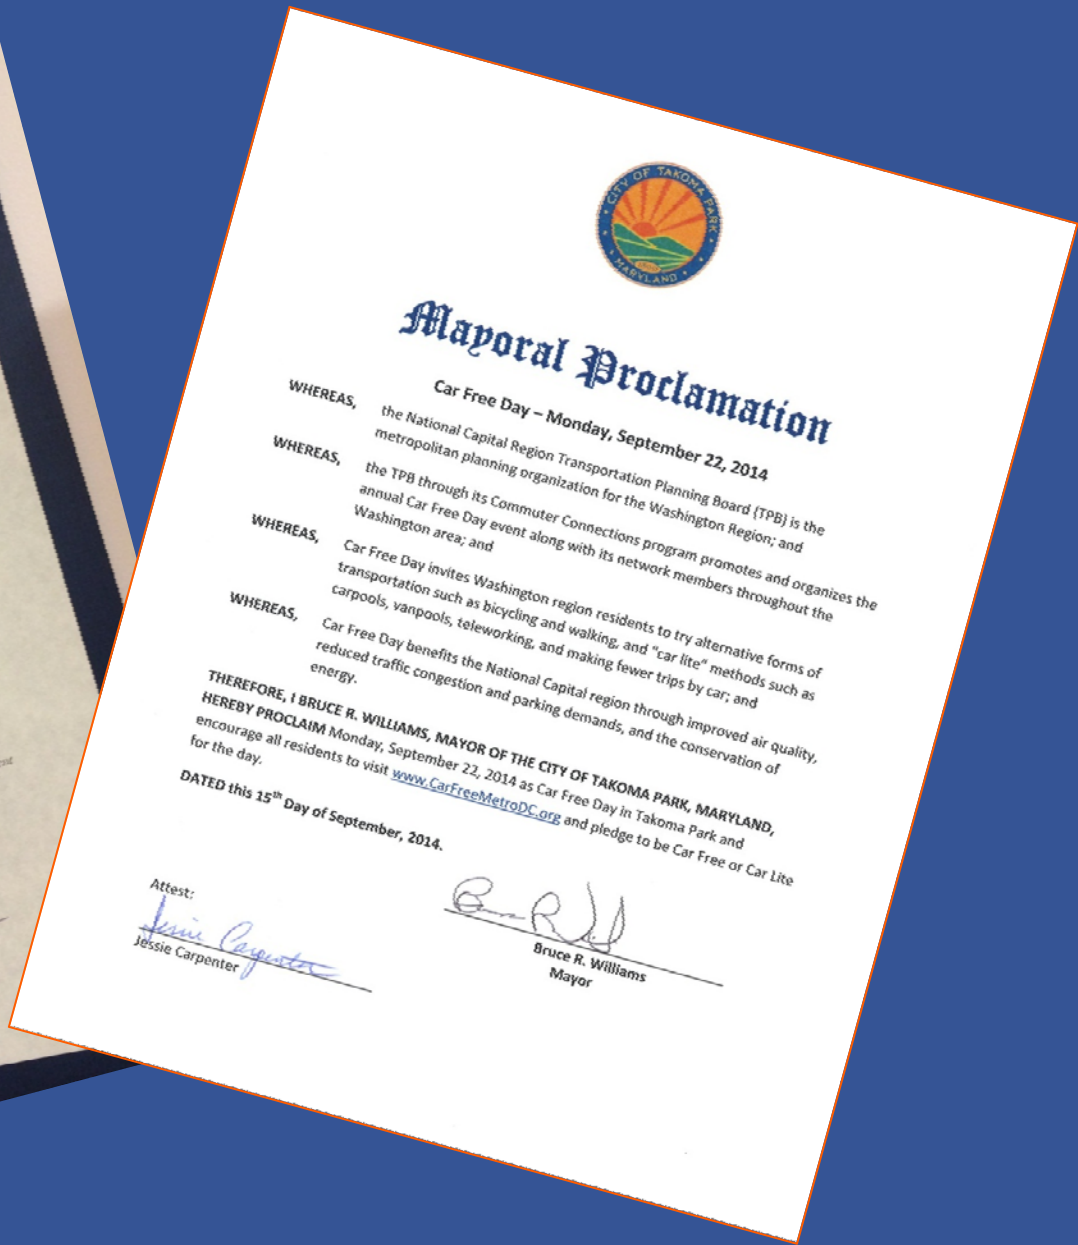 CITY OF TAKOMA PARK
MARYLAND
Mayoral Proclamation
Car Free Day – Monday, September 22, 2014
WHEREAS, the National Capital Region Transportation Planning Board (TPB) is the
metropolitan planning organization for the Washington Region; and
WHEREAS, the TPB through its Commuter Connections program promotes and organizes the
annual Car Free Day event along with its network members throughout the
Washington area; and
WHEREAS, Car Free Day invites Washington region residents to try alternative forms of
transportation such as bicycling and walking, and "car lite" methods such as
carpools, vanpools, teleworking, and making fewer trips by car; and
WHEREAS, Car Free Day benefits the National Capital region through improved air quality,
reduced traffic congestion and parking demands, and the conservation of
energy.
THEREFORE, I BRUCE R. WILLIAMS, MAYOR OF THE CITY OF TAKOMA PARK, MARYLAND,
HEREBY PROCLAIM Monday, September 22, 2014 as Car Free Day in Takoma Park and
encourage all residents to visit www.CarFreeMetroDC.org and pledge to be Car Free or Car Lite
for the day.
DATED this 15th Day of September, 2014.
Attest:
Jessie Carpenter
Jessie Carpenter
Bruce R. Williams
Mayor